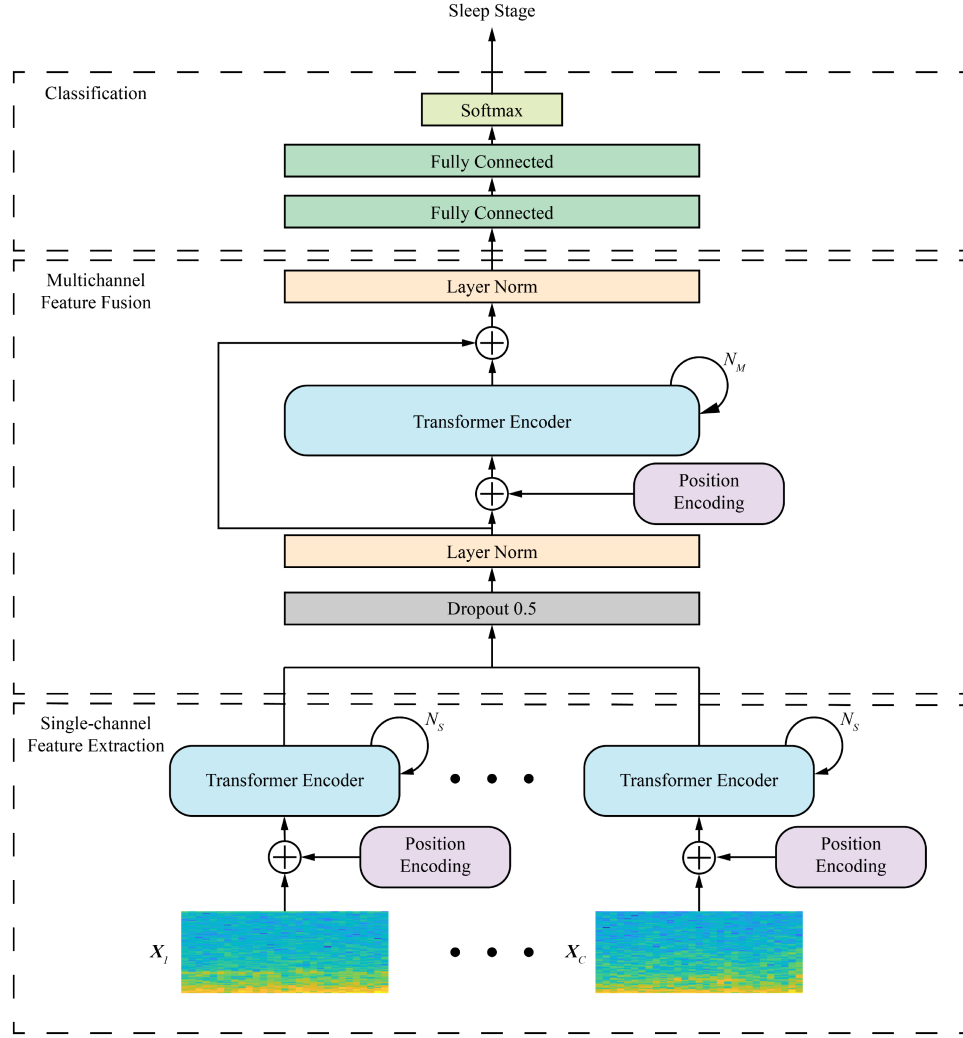 Sleep Stage
Classification
Softmax
Fully Connected
Fully Connected
Multichannel
Feature Fusion
Layer Norm
N_M
Transformer Encoder
Position
Encoding
Layer Norm
Dropout 0.5
Single-channel
Feature Extraction
N_S
N_S
Transformer Encoder
Transformer Encoder
Position
Encoding
Position
Encoding
X_I
X_C